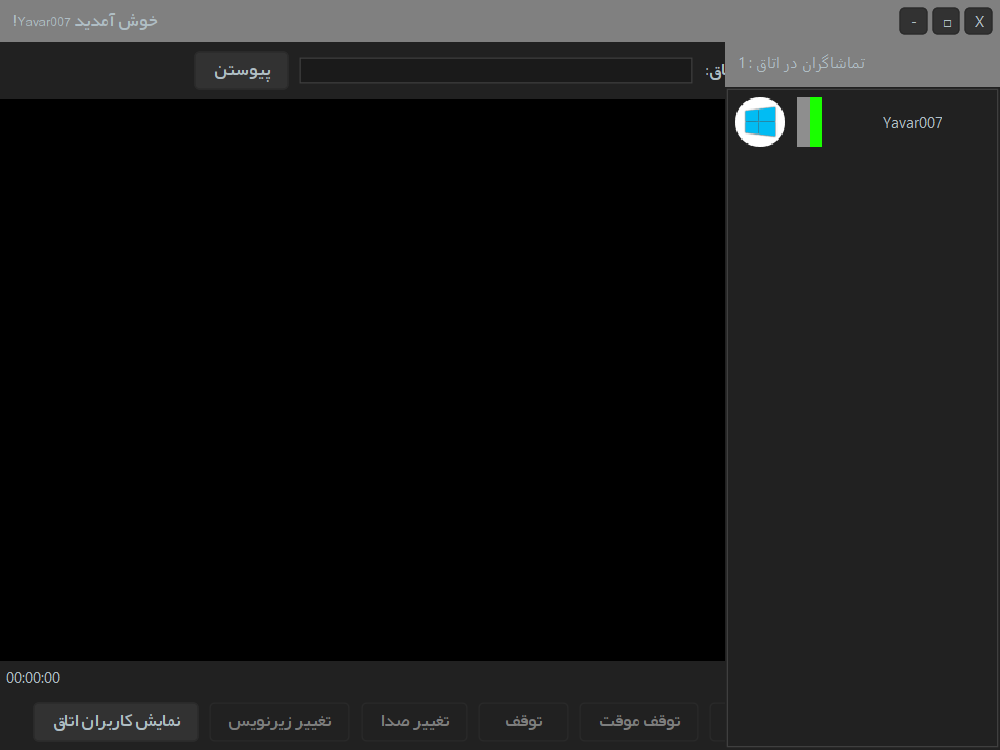 خوش آمدید Yavar007!
- □ X
پیوستن
تماشاگران در اتاق : 1
Yavar007
00:00:00
توقف موقت
توقف
تغییر صدا
تغییر زیرنویس
نمایش کاربران اتاق